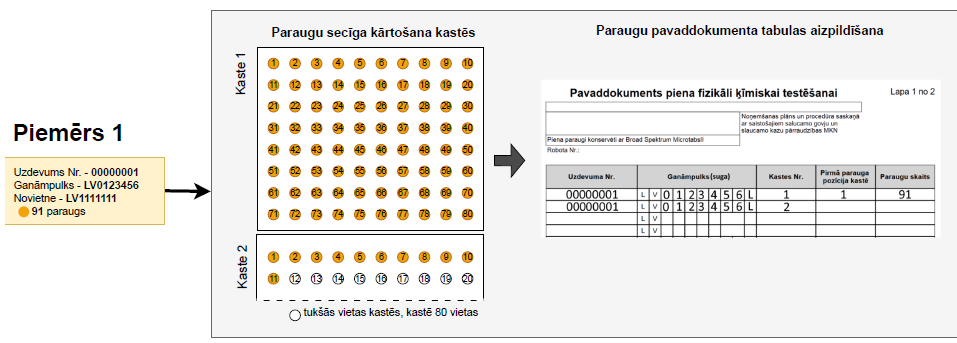 Piemērs 1
Uzdevums Nr. - 00000001
Ganāmpulks - LV0123456
Novietne - LV1111111
91 paraugs
Paraugu secīga kārtošana kastēs
Kaste 1
1 2 3 4 5 6 7 8 9 10
11 12 13 14 15 16 17 18 19 20
21 22 23 24 25 26 27 28 29 30
31 32 33 34 35 36 37 38 39 40
41 42 43 44 45 46 47 48 49 50
51 52 53 54 55 56 57 58 59 60
61 62 63 64 65 66 67 68 69 70
71 72 73 74 75 76 77 78 79 80
Kaste 2
1 2 3 4 5 6 7 8 9 10
11 12 13 14 15 16 17 18 19 20
tukšās vietas kastēs, kastē 80 vietas
Paraugu pavaddokumenta tabulas aizpildīšana
Pavaddokuments piena fizikāli ķīmiskai testēšanai
Lapa 1 no 2
Noņemšanas plāns un procedūra saskaņā
ar saistošajiem salucamo govju un
slaucamo kazu pārraudzības MKN
Piena paraugi konservēti ar Broad Spektrum Microtabsll
Robota Nr.:
Uzdevuma Nr. Ganāmpulks (suga) Kastes Nr. Pirmā parauga pozīcija kastē Paraugu skaits
00000001 L V 0 1 2 3 4 5 6 L 1 1 91
00000001 L V 0 1 2 3 4 5 6 L 2
L V
L V